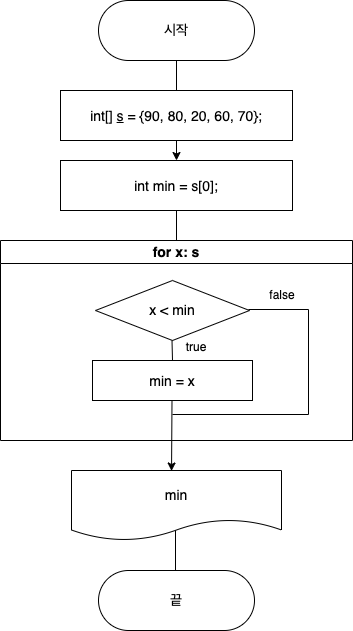 시작
int[] s = {90, 80, 20, 60, 70};
int min = s[0];
for x: s
false
x < min
true
min = x
min
끝